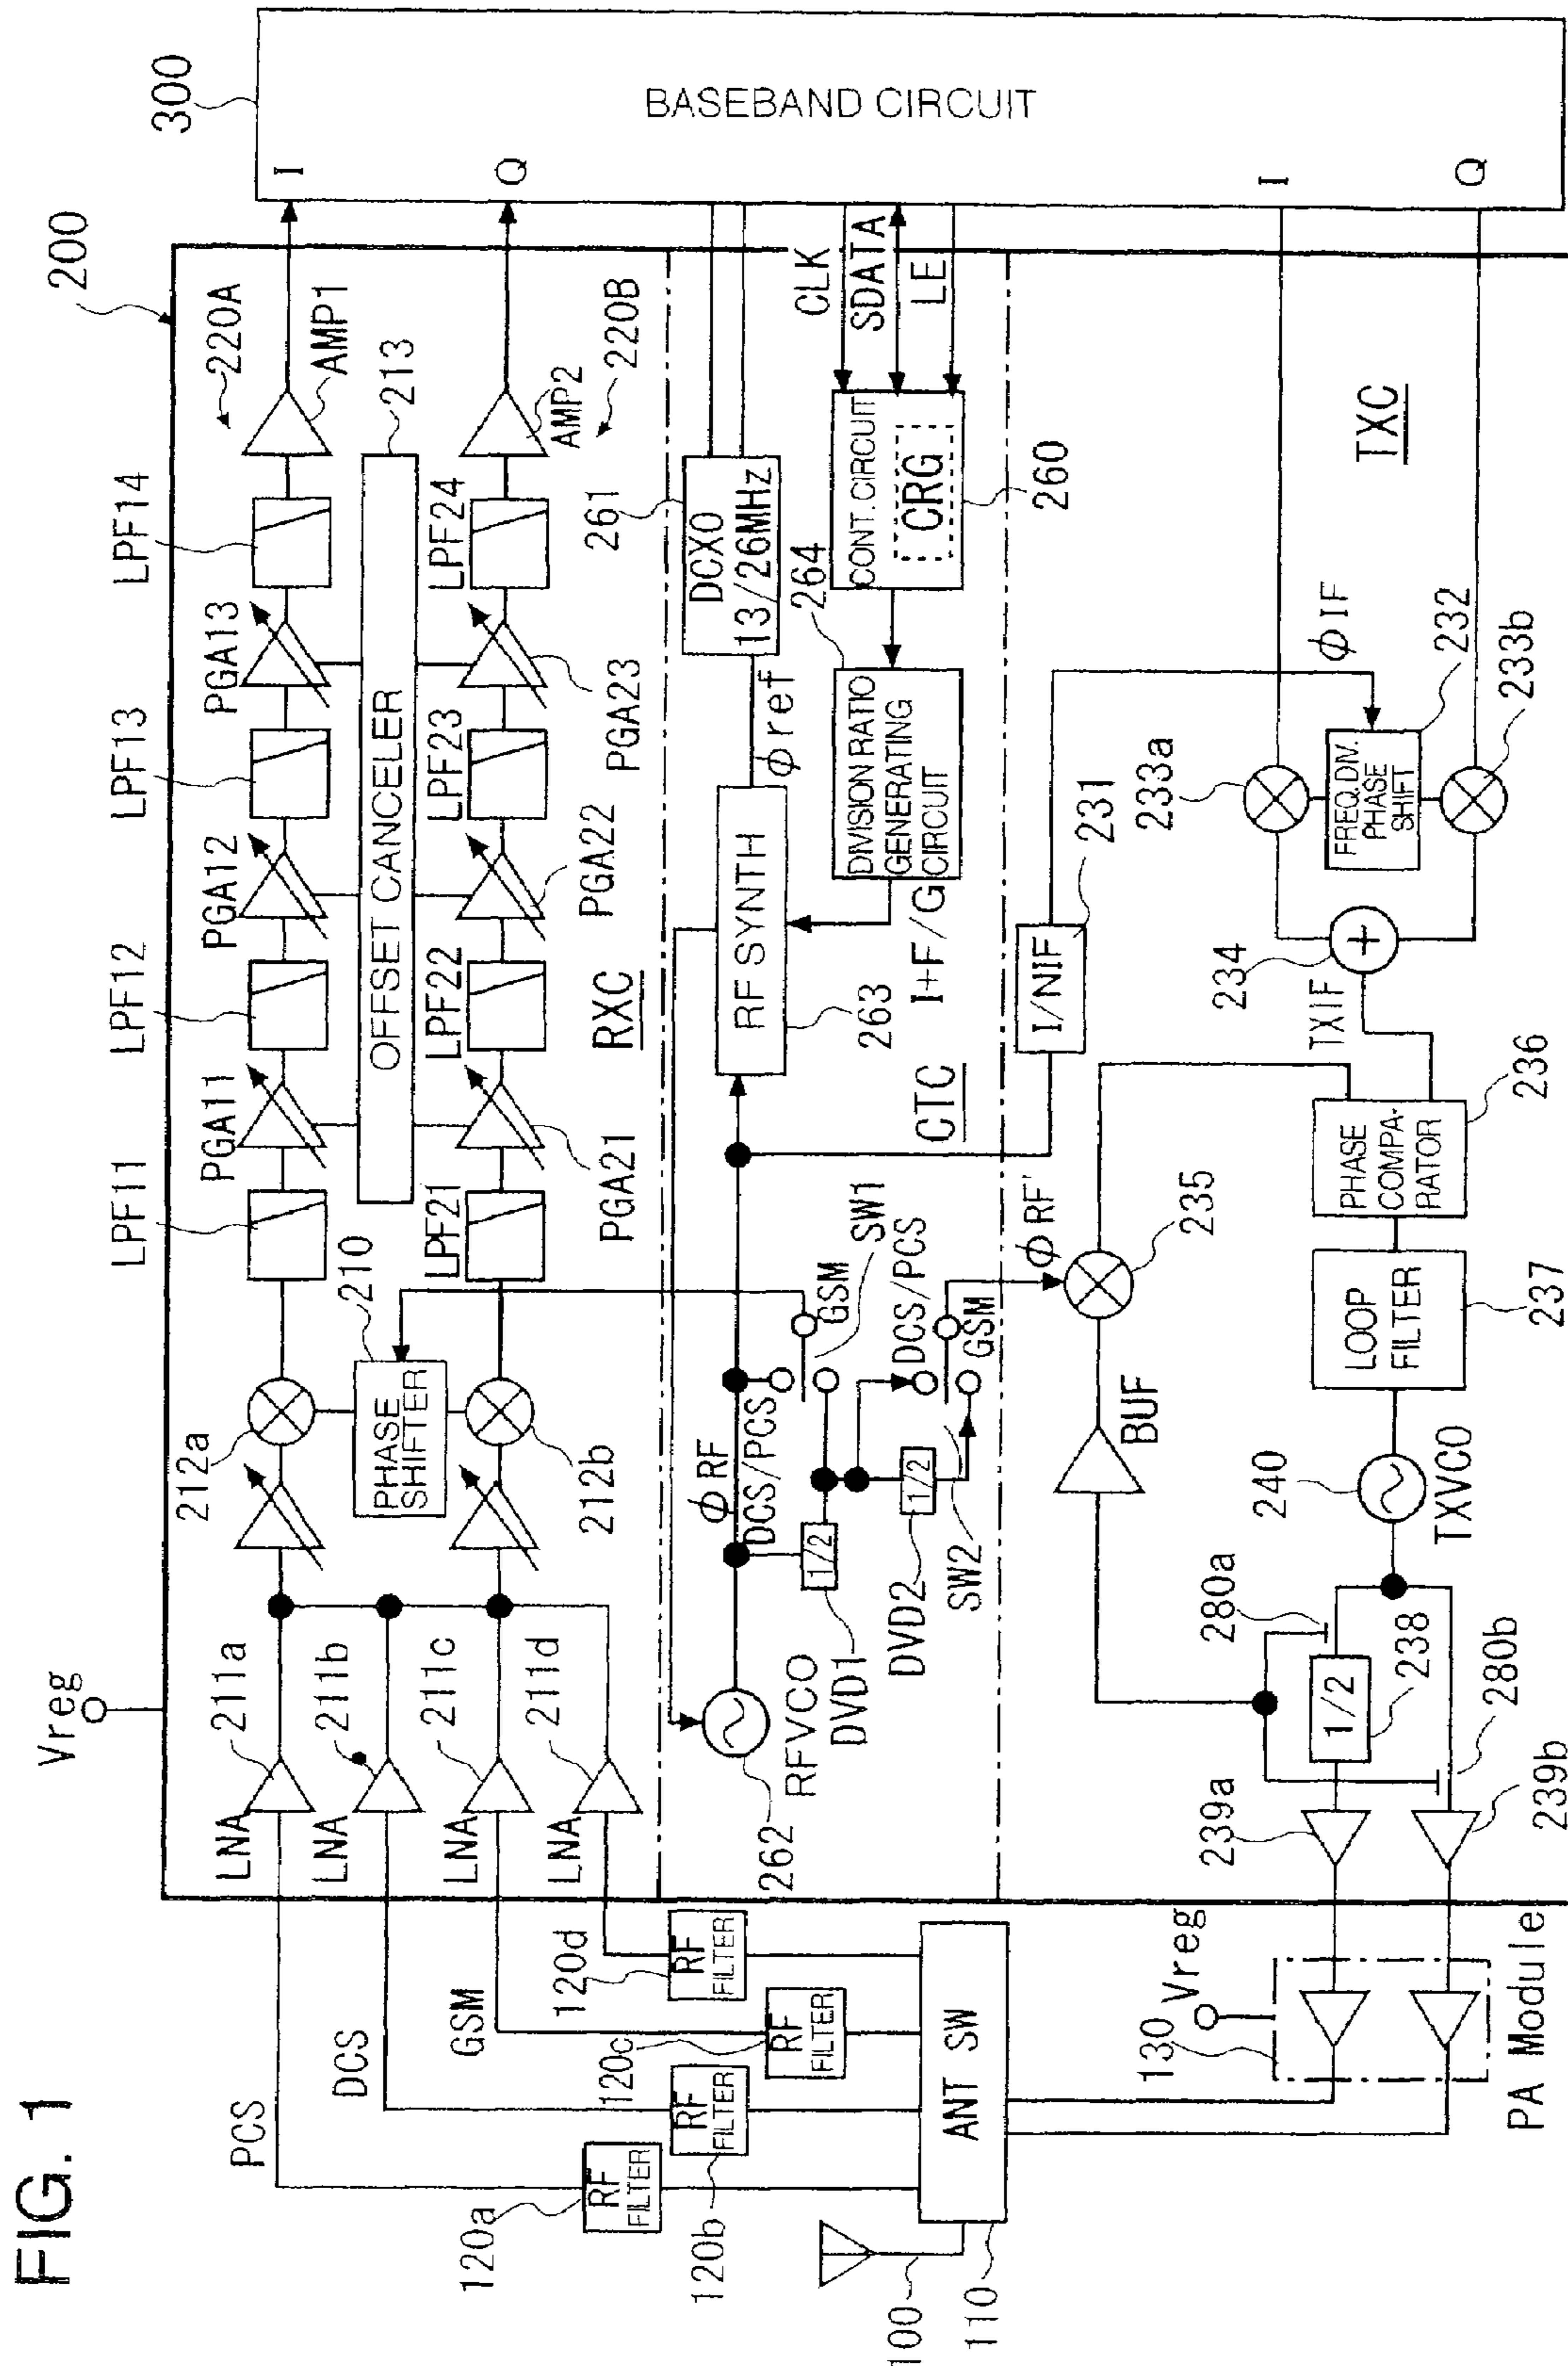 FIG. 1
300
BASEBAND CIRCUIT
I
Q
I
Q
200
Vreg
220A
AMP1
213
AMP2
220B
LPF14
PGA13
LPF13
PGA12
LPF12
PGA11
LPF11
OFFSET CANCELER
LPF24
PGA23
LPF23
PGA22
LPF22
PGA21
LPF21
RXC
210
PHASE
SHIFTER
212a
212b
LNA
211a
LNA
211b
LNA
211c
LNA
211d
PCS
DCS
GSM
120a
RF
FILTER
120b
RF
FILTER
120c
RF
FILTER
120d
RF
FILTER
ANT SW
100
110
261
DCXO
13/26MHz
ϕref
CLK
SDATA
LE
CONT. CIRCUIT
CRG
260
264
DIVISION RATIO
GENERATING
CIRCUIT
I+F/G
RF SYNTH
263
CTC
ϕRF
DCS/PCS
GSM
SW1
DCS/PCS
GSM
SW2
1/2
DVD1
1/2
DVD2
RFVCO
262
ϕRF'
TXC
231
I/NIF
ϕIF
232
FREQ.DIV.
PHASE
SHIFT
233a
233b
234
TXIF
235
236
PHASE
COMPA-
RATOR
LOOP
FILTER
237
BUF
240
TXVCO
280a
280b
1/2
238
239a
239b
Vreg
130
PA Module